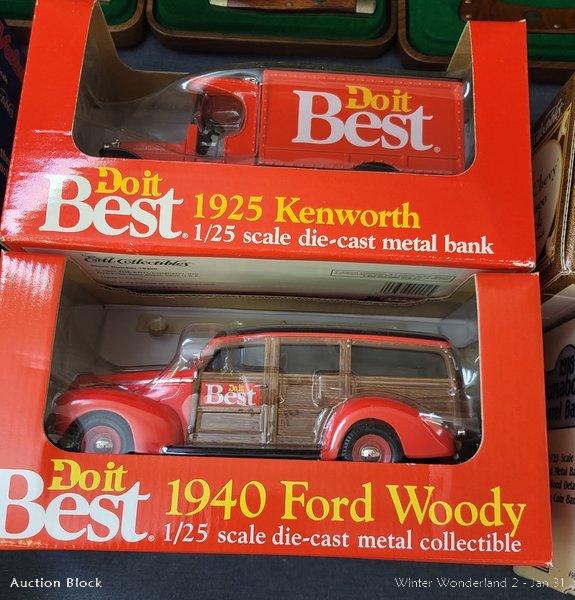 Do it
Best
Do it
Best®
1925 Kenworth
1/25 scale die-cast metal bank
Ertl Collectibles
Do it
Best
Do it
Best®
1940 Ford Woody
1/25 scale die-cast metal collectible
Chevy
Auction Block
Winter Wonderland 2 - Jan 31